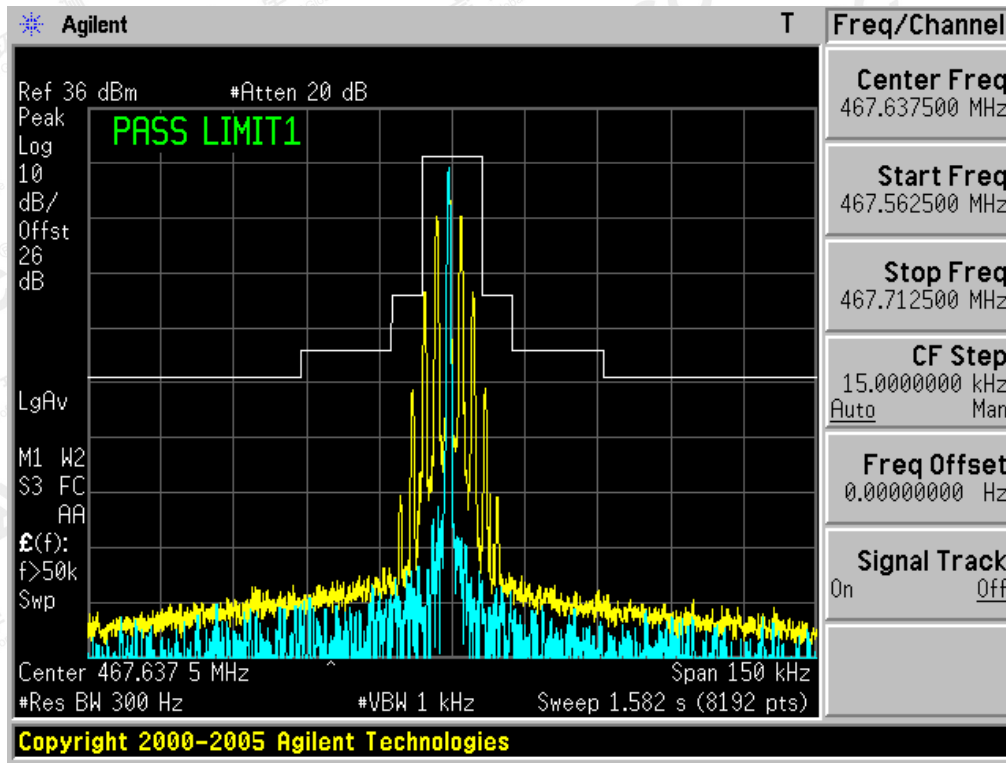 Agilent
T
Ref 36 dBm #Atten 20 dB
Peak
Log
10
dB/
Offst
26
dB
PASS LIMIT1
LgAv
M1 W2
S3 FC
AA
£(f):
f>50k
Swp
Center 467.637 5 MHz
Span 150 kHz
#Res BW 300 Hz
#VBW 1 kHz
Sweep 1.582 s (8192 pts)
Copyright 2000-2005 Agilent Technologies
Freq/Channel
Center Freq
467.637500 MHz
Start Freq
467.562500 MHz
Stop Freq
467.712500 MHz
CF Step
15.0000000 kHz
Auto Man
Freq Offset
0.00000000 Hz
Signal Track
On Off